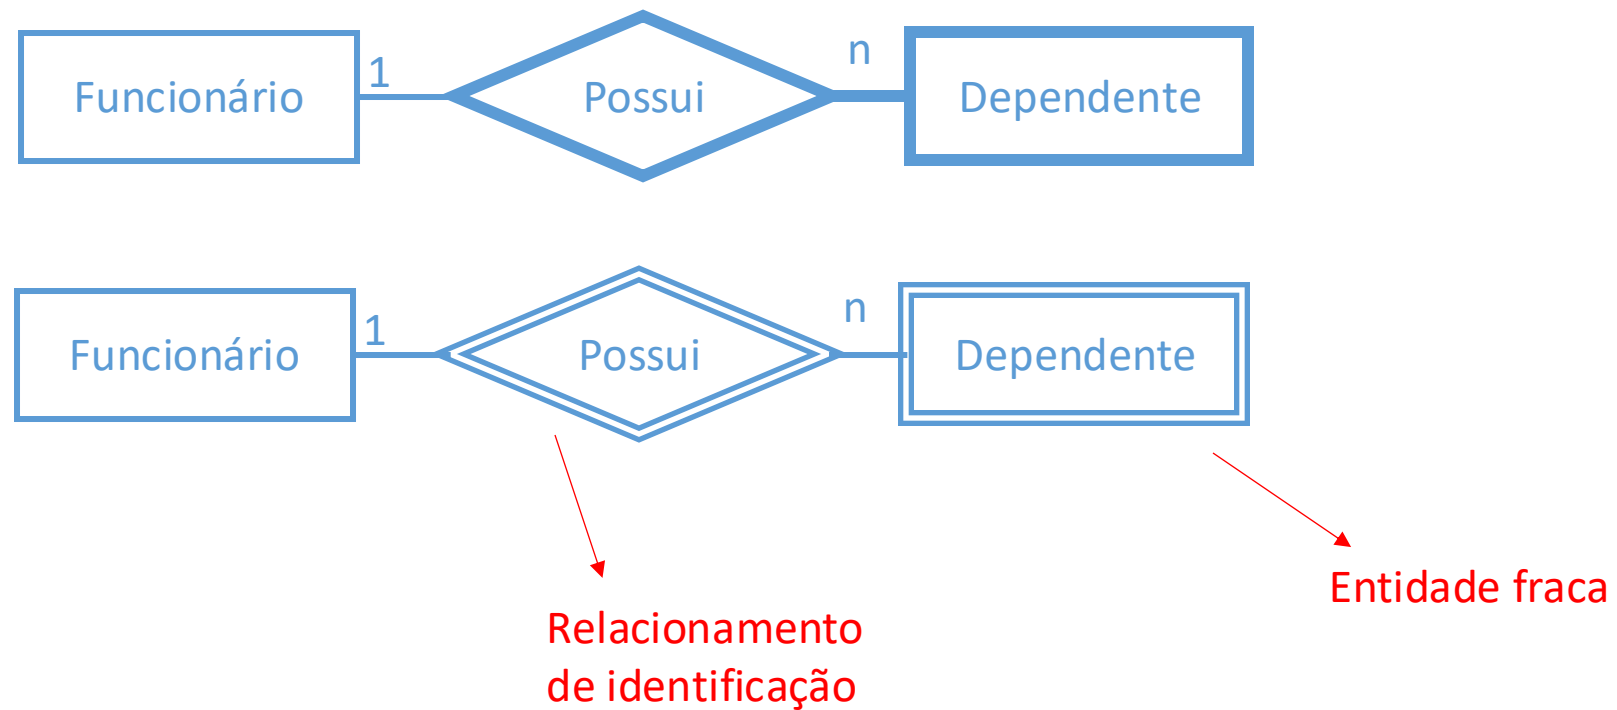 Funcionário 1 Possui n Dependente
Funcionário 1 Possui n Dependente
Entidade fraca
Relacionamento
de identificação